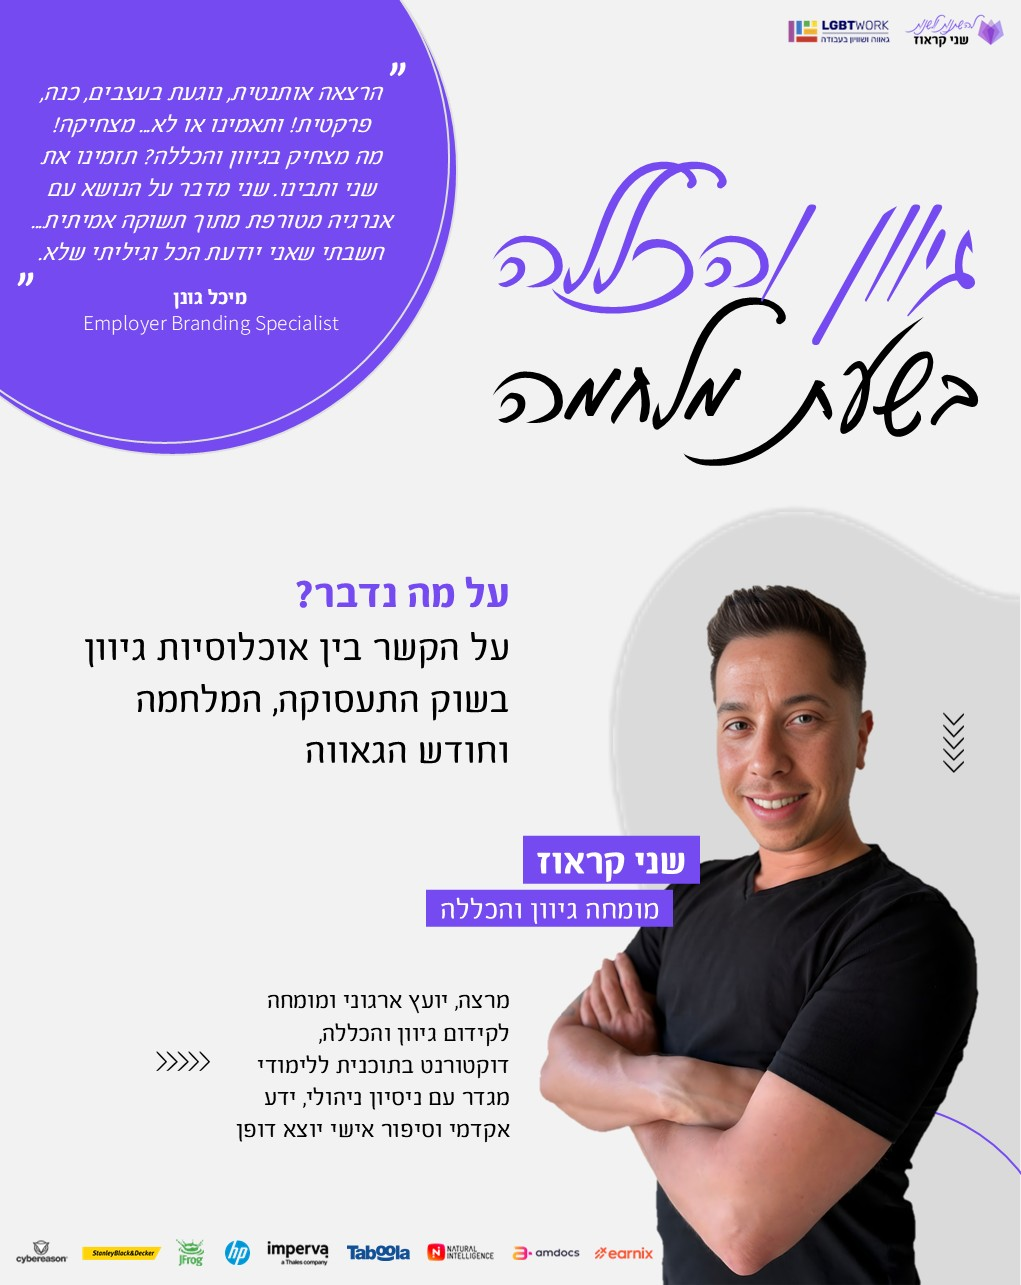 LGBTWORK
גאווה ושוויון בעבודה
להשתנות ולשנות
שני קראוז
"
הרצאה אותנטית, נוגעת בעצבים, כנה,
פרקטית! ותאמינו או לא... מצחיקה!
מה מצחיק בגיוון והכללה? תזמינו את
שני ותבינו. שני מדבר על הנושא עם
אנרגיה מטורפת מתוך תשוקה אמיתית...
חשבתי שאני יודעת הכל וגיליתי שלא.
"
מיכל גונן
Employer Branding Specialist
גיוון והכללה
בשעת מלחמה
על מה נדבר?
על הקשר בין אוכלוסיות גיוון
בשוק התעסוקה, המלחמה
וחודש הגאווה
שני קראוז
מומחה גיוון והכללה
מרצה, יועץ ארגוני ומומחה
לקידום גיוון והכללה,
דוקטורנט בתוכנית ללימודי
מגדר עם ניסיון ניהולי, ידע
אקדמי וסיפור אישי יוצא דופן
cybereason
StanleyBlack&Decker
JFrog
hp
imperva
a Thales company
Taboola
NATURAL
INTELLIGENCE
amdocs
earnix